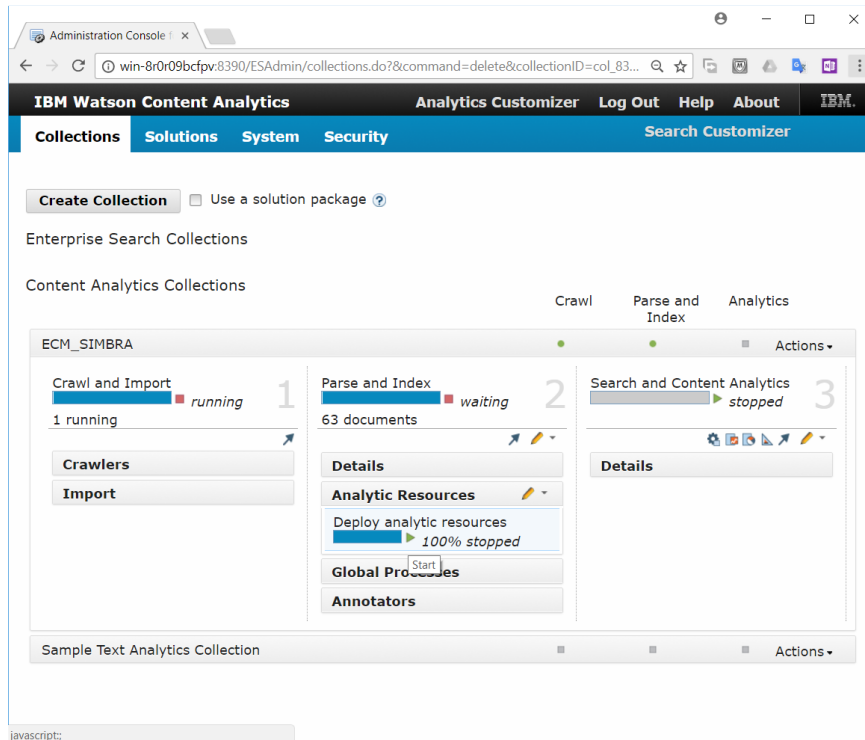 Administration Console f
win-8r0r09bcfpv:8390/ESAdmin/collections.do?&command=delete&collectionID=col_83...
IBM Watson Content Analytics
Analytics Customizer Log Out Help About IBM.
Collections Solutions System Security Search Customizer
Create Collection Use a solution package ?
Enterprise Search Collections
Content Analytics Collections
Crawl Parse and Index Analytics
ECM_SIMBRA Actions
Crawl and Import 1
running
1 running
Crawlers
Import
Parse and Index 2
waiting
63 documents
Details
Analytic Resources
Deploy analytic resources
100% stopped
Start
Global Processes
Annotators
Search and Content Analytics 3
stopped
Details
Sample Text Analytics Collection Actions
javascript:;